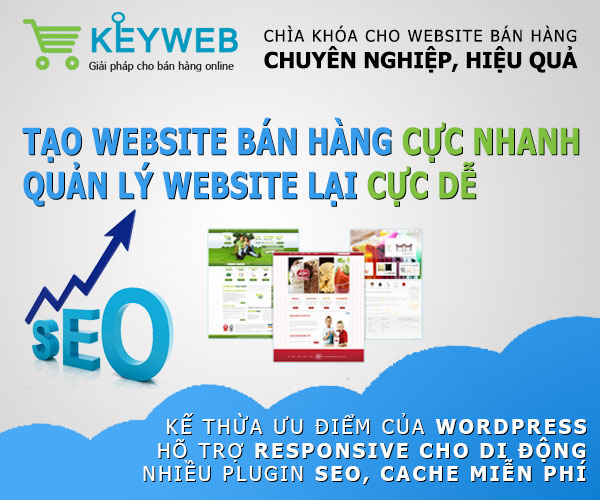 KEYWEB
Giải pháp cho bán hàng online
CHÌA KHÓA CHO WEBSITE BÁN HÀNG
CHUYÊN NGHIỆP, HIỆU QUẢ
TẠO WEBSITE BÁN HÀNG CỰC NHANH
QUẢN LÝ WEBSITE LẠI CỰC DỄ
SEO
KẾ THỪA ƯU ĐIỂM CỦA WORDPRESS
HỖ TRỢ RESPONSIVE CHO DI ĐỘNG
NHIỀU PLUGIN SEO, CACHE MIỄN PHÍ